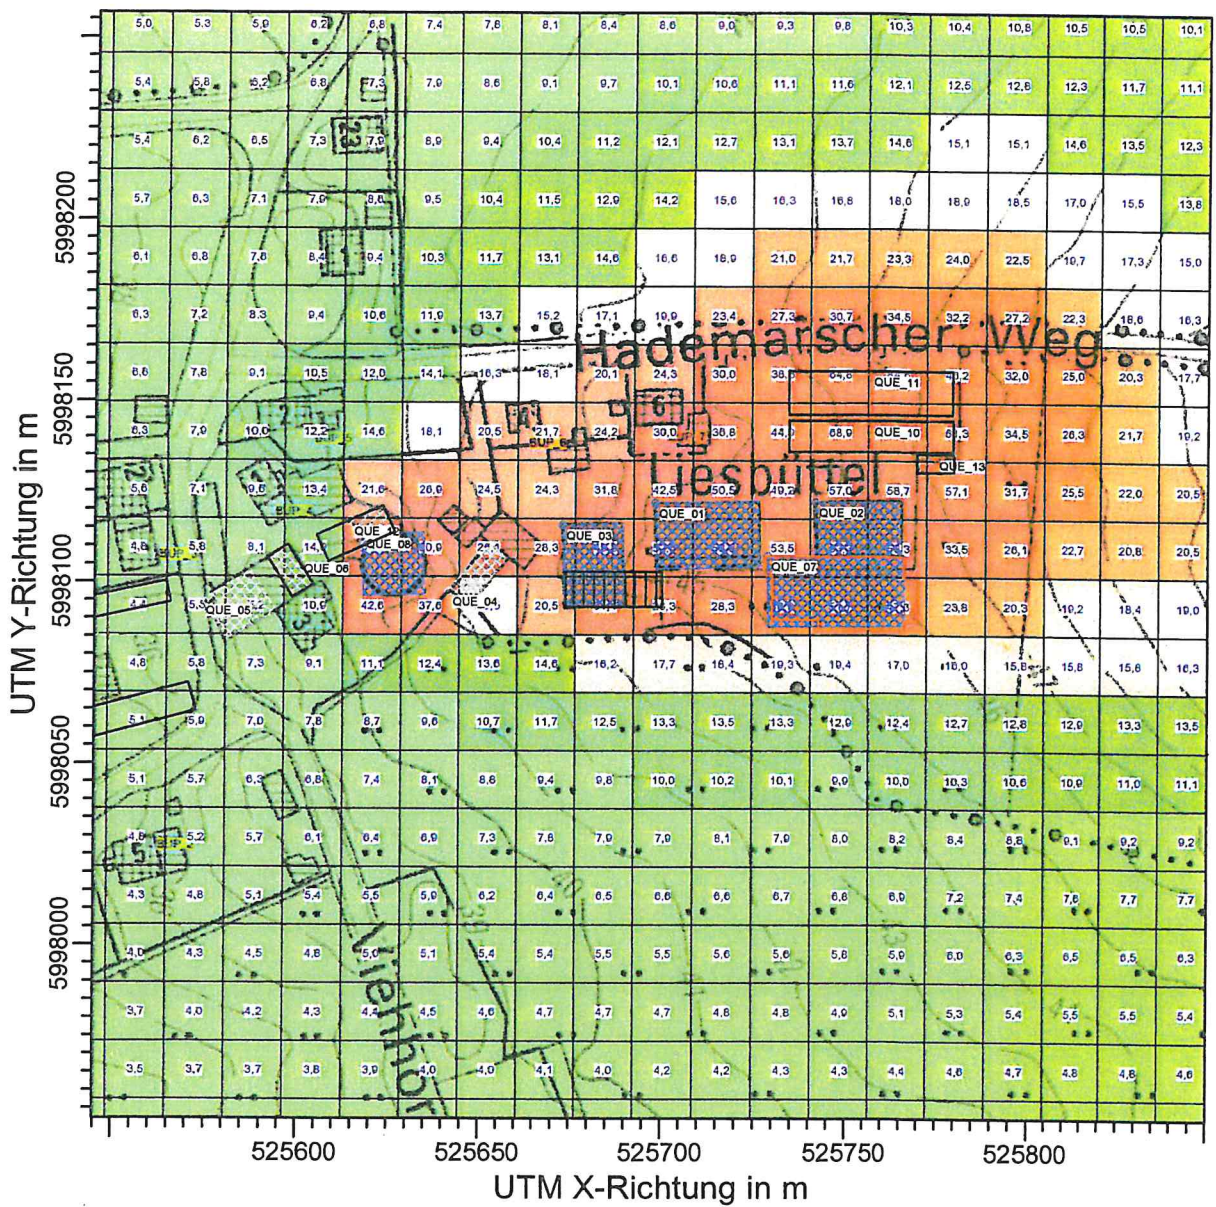 5,0 5,3 5,9 6,2 6,8 7,4 7,8 8,1 8,4 8,6 9,0 9,3 9,8 10,3 10,4 10,8 10,5 10,5 10,1
5,4 5,8 6,2 6,8 7,3 7,9 8,6 9,1 9,7 10,1 10,6 11,1 11,6 12,1 12,5 12,6 12,3 11,7 11,1
5,4 6,2 6,5 7,3 7,9 8,9 9,4 10,4 11,2 12,1 12,7 13,1 13,7 14,6 15,1 15,1 14,6 13,5 12,3
23
5998200
5,7 6,3 7,1 7,9 8,6 9,5 10,4 11,5 12,9 14,2 15,6 16,3 16,8 18,0 18,9 18,5 17,0 15,5 13,8
6,1 6,8 7,6 8,4 9,4 10,3 11,7 13,1 14,6 16,6 18,9 21,0 21,7 23,3 24,0 22,5 19,7 17,3 15,0
6,3 7,2 8,3 9,4 10,6 11,9 13,7 15,2 17,1 19,9 23,4 27,3 30,7 34,5 32,2 27,2 22,3 18,6 16,3
Hademarscher Weg
5998150
6,6 7,8 9,1 10,5 12,0 14,1 16,3 18,1 20,1 24,3 30,0 32,0 25,0 20,3 17,7
QUE_11
2 4 6
6,3 7,9 10,0 12,2 14,6 18,1 20,5 21,7 24,2 30,0 36,8 44,9 68,9 34,5 26,3 21,7 19,2
QUE_10
QUE_13
Liesbüttel
5,6 7,1 9,6 13,4 21,6 26,9 24,5 24,3 31,8 42,5 49,2 57,0 58,7 57,1 31,7 25,5 22,0 20,5
QUE_01 QUE_02
QUE_12 QUE_03
QUE_08
5998100
4,8 5,8 8,1 28,3 53,5 33,5 26,1 22,7 20,8 20,5
QUE_06 QUE_07
QUE_05 QUE_04
10,9 42,6 37,6 20,5 28,3 23,8 20,3 19,2 18,4 19,0
3
4,8 5,8 7,3 9,1 11,1 12,4 13,6 14,6 16,2 17,7 18,4 19,3 19,4 17,0 16,0 15,8 15,8 15,6 16,3
5,1 5,9 7,0 7,8 8,7 9,6 10,7 11,7 12,5 13,3 13,5 13,3 12,9 12,4 12,7 12,8 12,9 13,3 13,5
5998050
5,1 5,7 6,3 6,8 7,4 8,1 8,8 9,4 9,8 10,0 10,2 10,1 9,9 10,0 10,3 10,6 10,9 11,0 11,1
4,8 5,2 5,7 6,1 6,4 6,9 7,3 7,8 7,9 7,9 8,1 7,9 8,0 8,2 8,4 8,8 9,1 9,2 9,2
5
4,3 4,8 5,1 5,4 5,5 5,9 6,2 6,4 6,5 6,6 6,6 6,7 6,8 6,9 7,2 7,4 7,6 7,7 7,7
5998000
4,0 4,3 4,5 4,8 5,0 5,1 5,4 5,4 5,5 5,5 5,6 5,6 5,8 5,9 6,0 6,3 6,5 6,5 6,3
3,7 4,0 4,2 4,3 4,4 4,5 4,6 4,7 4,7 4,7 4,8 4,8 4,9 5,1 5,3 5,4 5,5 5,5 5,4
Viehhor
3,5 3,7 3,7 3,8 3,9 4,0 4,0 4,1 4,0 4,2 4,2 4,3 4,3 4,4 4,6 4,7 4,8 4,8 4,6
525600 525650 525700 525750 525800
UTM X-Richtung in m
UTM Y-Richtung in m